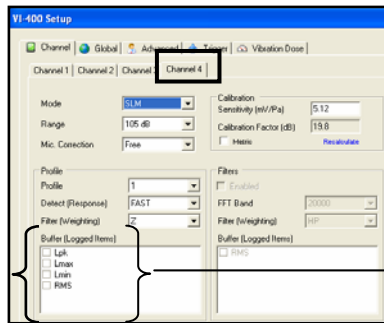 VI-400 Setup
Channel Global Advanced Trigger Vibration Dose
Channel 1 Channel 2 Channel 3 Channel 4
Mode SLM
Range 105 dB
Mic. Correction Free
Calibration
Sensitivity (mV/Pa) 5.12
Calibration Factor (dB) 19.8
Metric Recalculate
Profile
Profile 1
Detect (Response) FAST
Filter (Weighting) Z
Buffer (Logged Items)
Lpk
Lmax
Lmin
RMS
Filters
Enabled
FFT Band 20000
Filter (Weighting) HP
Buffer (Logged Items)
RMS